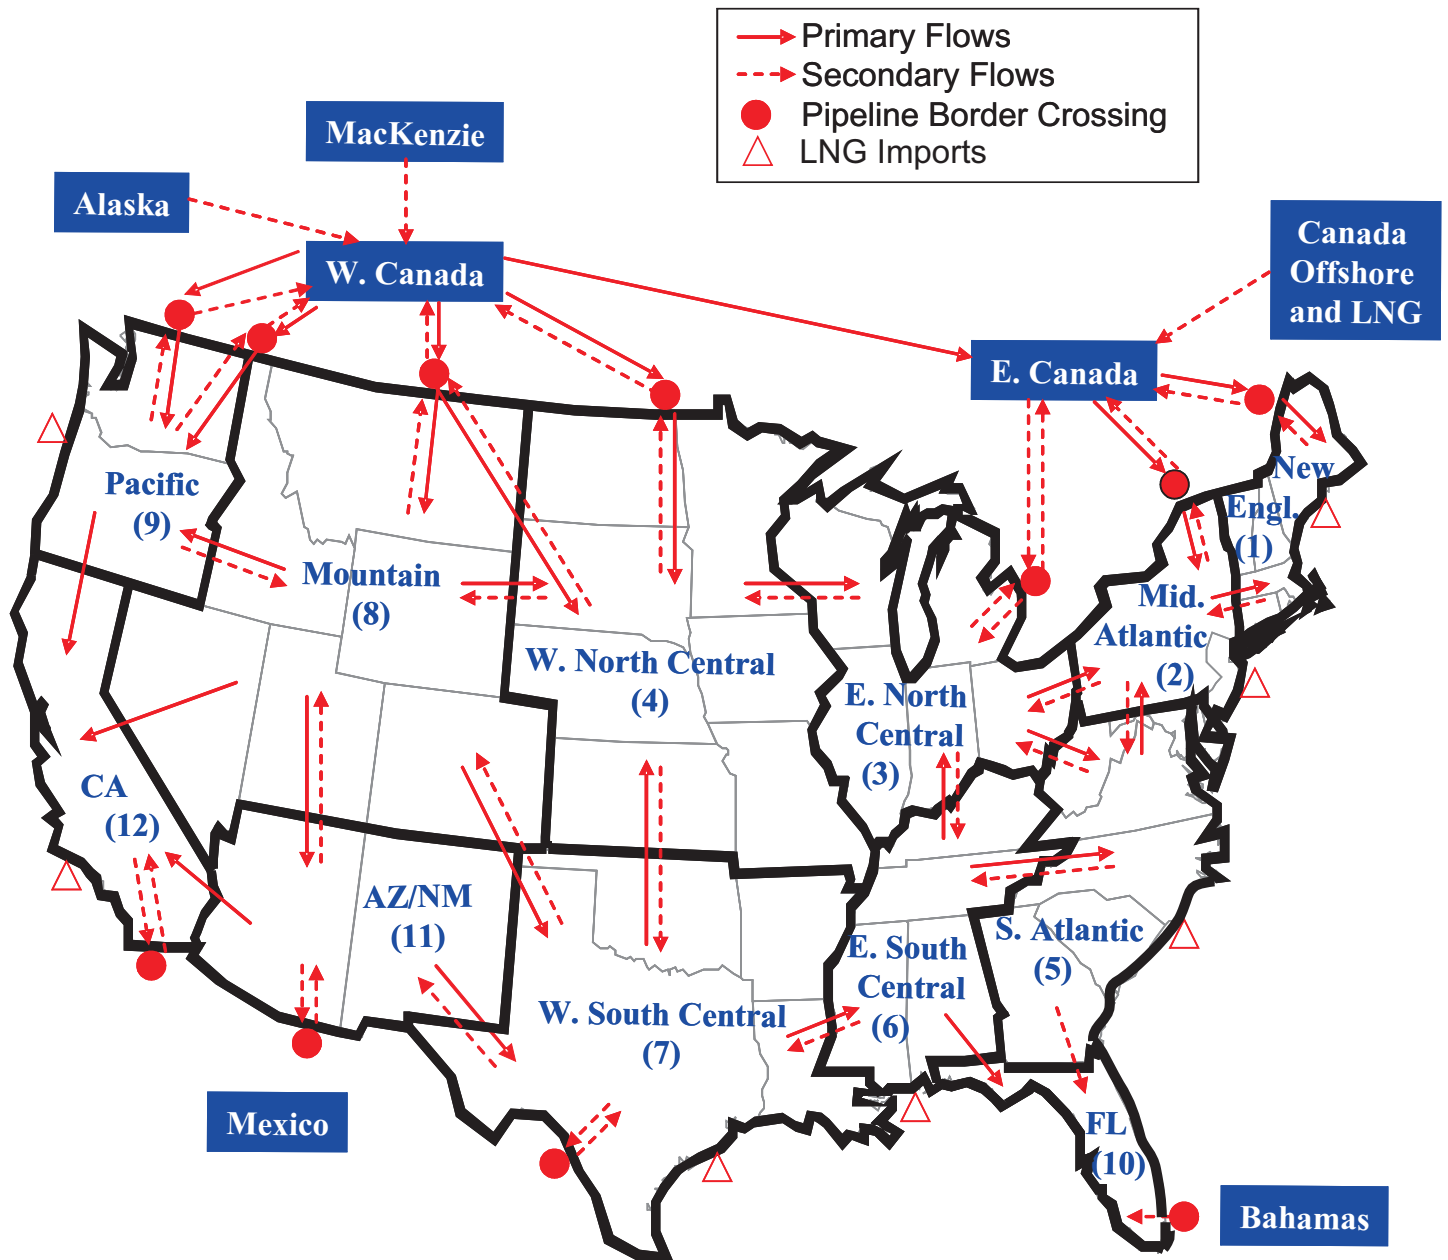 Primary Flows
Secondary Flows
Pipeline Border Crossing
LNG Imports
MacKenzie
Alaska
W. Canada
Canada
Offshore
and LNG
E. Canada
Pacific
(9)
Mountain
(8)
W. North Central
(4)
E. North
Central
(3)
New
Engl.
(1)
Mid.
Atlantic
(2)
CA
(12)
AZ/NM
(11)
W. South Central
(7)
E. South
Central
(6)
S. Atlantic
(5)
FL
(10)
Mexico
Bahamas